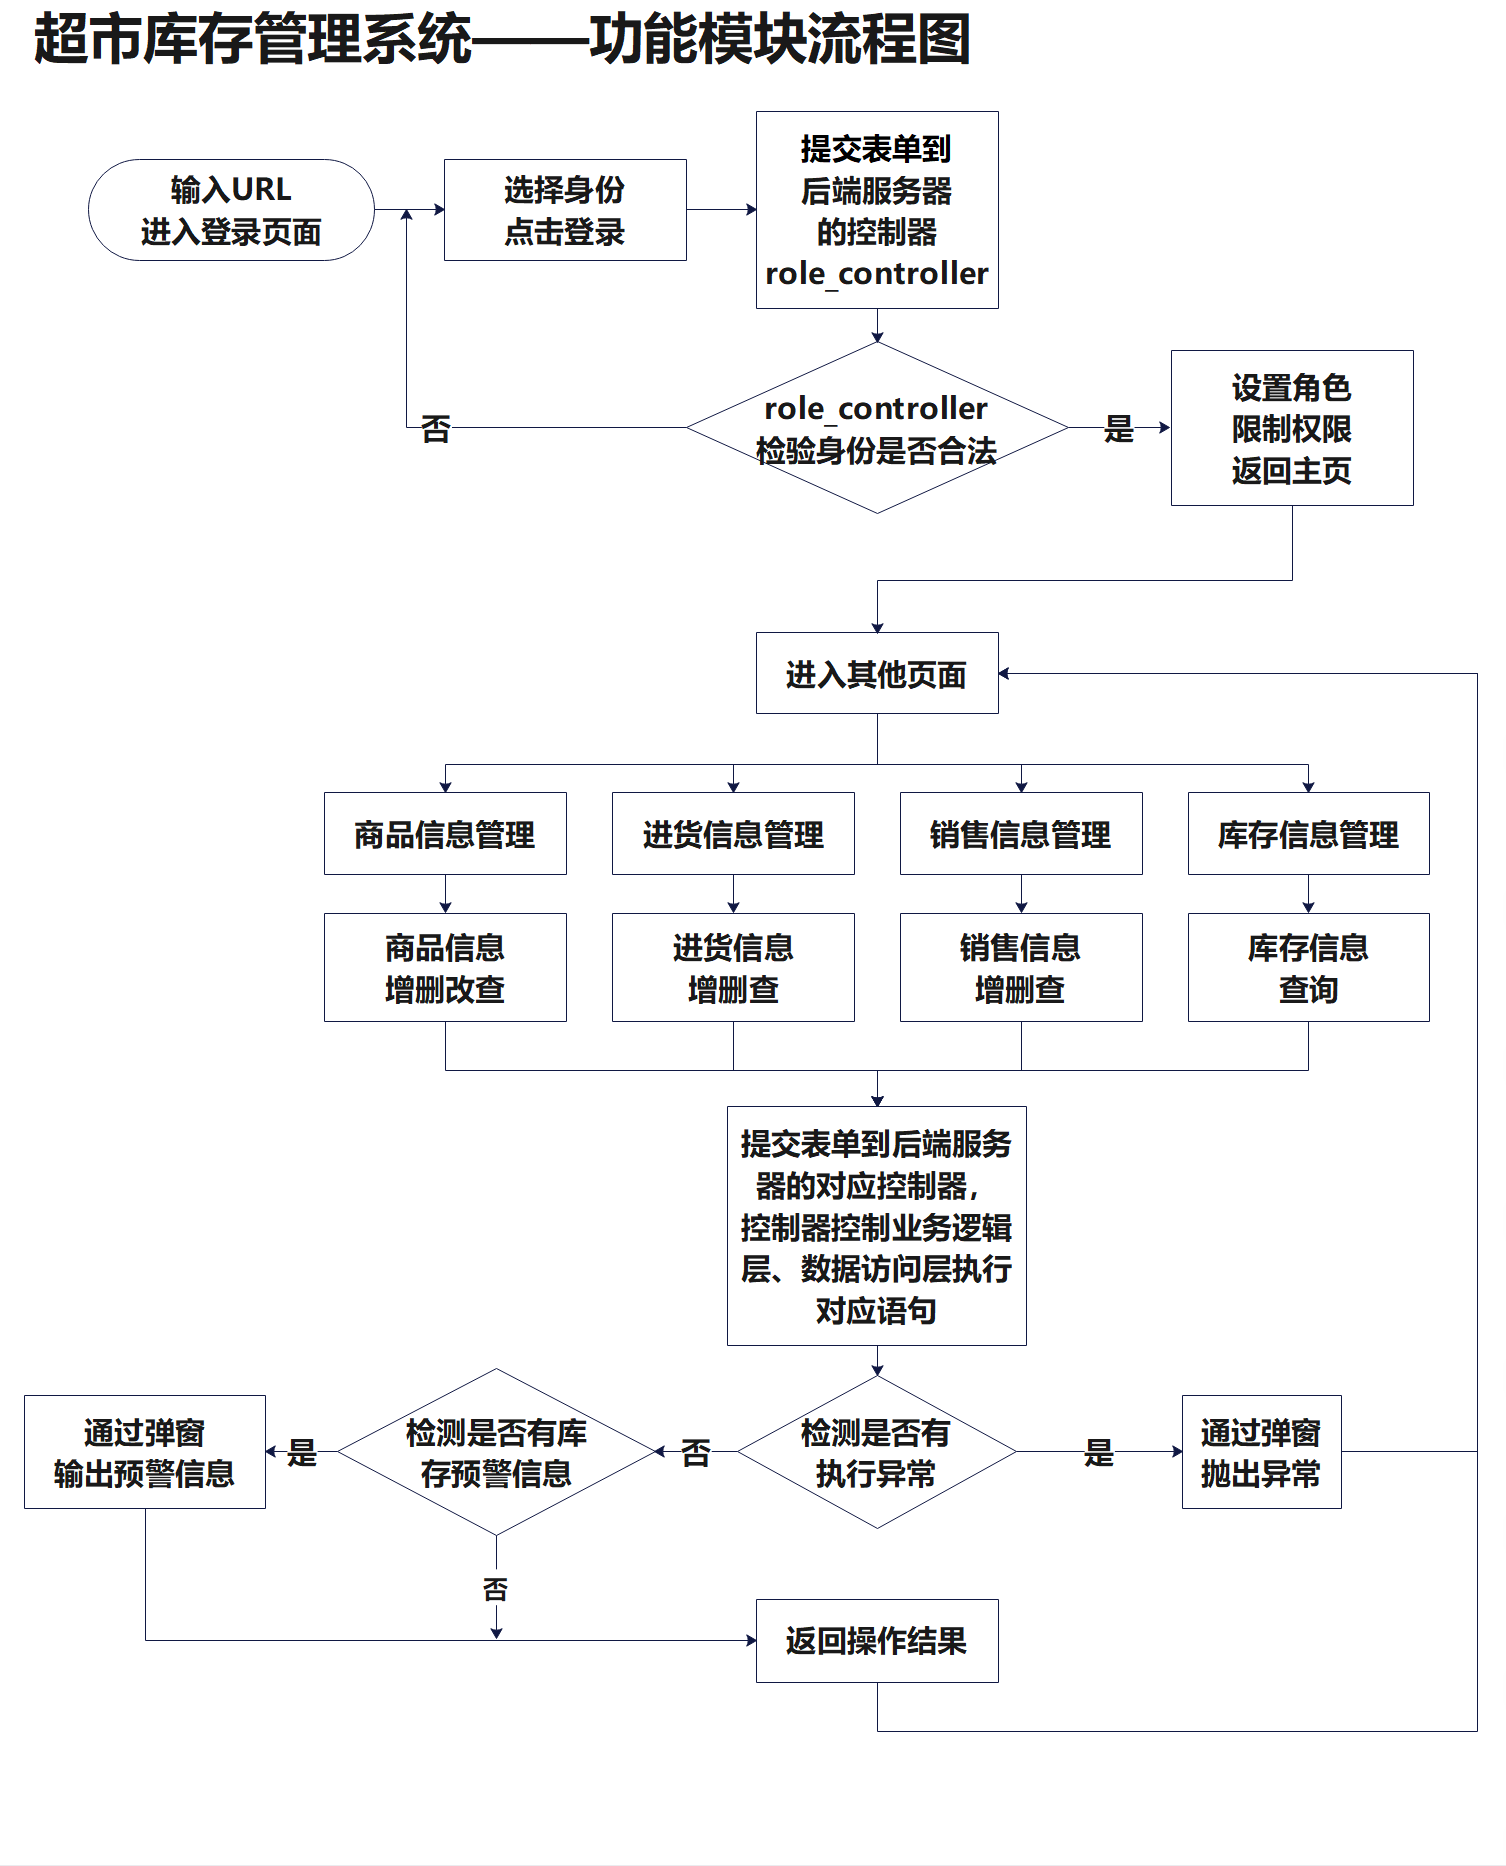 超市库存管理系统——功能模块流程图
输入URL
进入登录页面
选择身份
点击登录
提交表单到
后端服务器
的控制器
role_controller
role_controller
检验身份是否合法
否
是
设置角色
限制权限
返回主页
进入其他页面
商品信息管理
进货信息管理
销售信息管理
库存信息管理
商品信息
增删改查
进货信息
增删查
销售信息
增删查
库存信息
查询
提交表单到后端服务
器的对应控制器，
控制器控制业务逻辑
层、数据访问层执行
对应语句
检测是否有
执行异常
是
通过弹窗
抛出异常
否
检测是否有库
存预警信息
是
通过弹窗
输出预警信息
否
返回操作结果